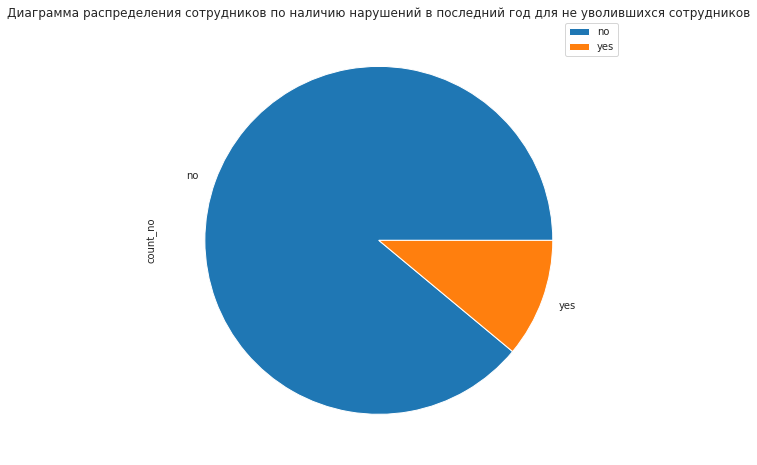 Диаграмма распределения сотрудников по наличию нарушений в последний год для не уволившихся сотрудников
no
yes
no
count_no
yes